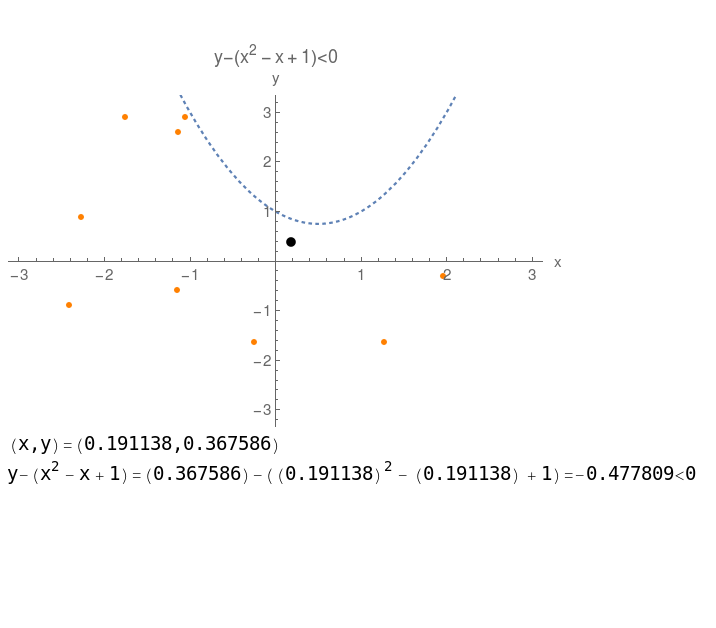 y−(x² − x + 1)<0
y
3
2
1
−3 −2 −1 1 2 3 x
−1
−2
−3
(x,y)=(0.191138,0.367586)
y−(x² − x + 1)=(0.367586)−((0.191138)² − (0.191138) + 1)=−0.477809<0